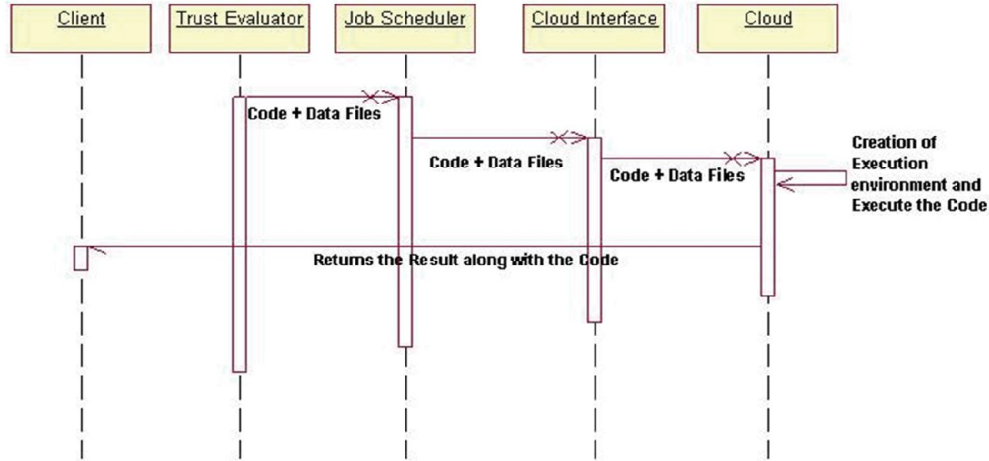 Client
Trust Evaluator
Job Scheduler
Cloud Interface
Cloud
Code + Data Files
Code + Data Files
Code + Data Files
Creation of
Execution
environment and
Execute the Code
Returns the Result along with the Code